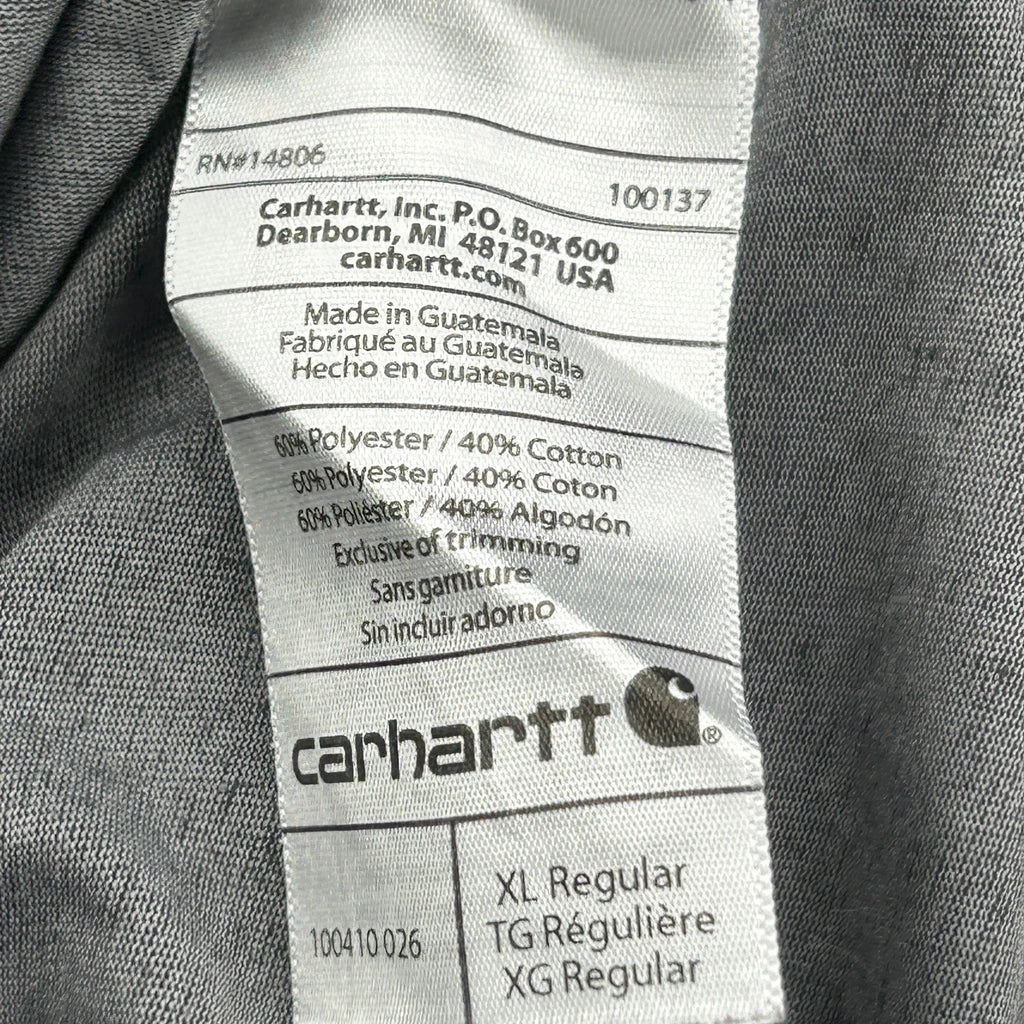 RN#14806
100137
Carhartt, Inc. P.O. Box 600
Dearborn, MI 48121 USA
carhartt.com
Made in Guatemala
Fabriqué au Guatemala
Hecho en Guatemala
60% Polyester / 40% Cotton
60% Polyester / 40% Coton
60% Poliéster / 40% Algodón
Exclusive of trimming
Sans garniture
Sin incluir adorno
carhartt®
100410 026
XL Regular
TG Régulière
XG Regular